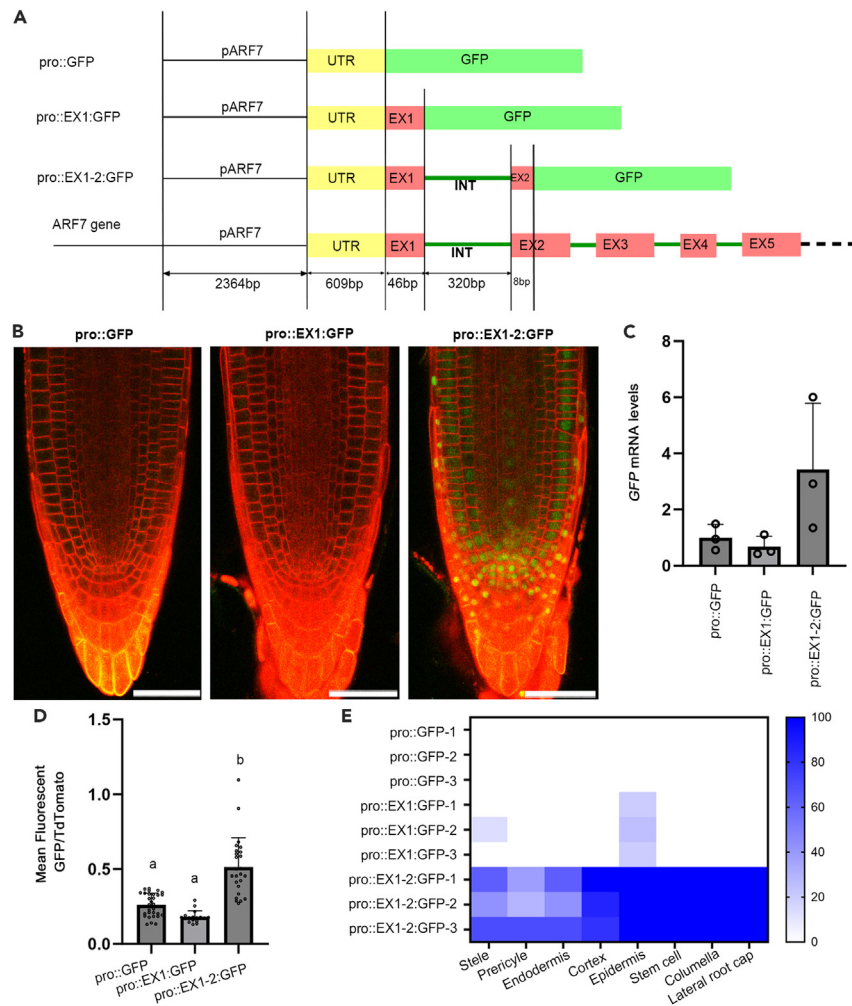 A
pro::GFP
pARF7
UTR
GFP
pro::EX1:GFP
pARF7
UTR
EX1
GFP
pro::EX1-2:GFP
pARF7
UTR
EX1
INT
EX2
GFP
ARF7 gene
pARF7
UTR
EX1
INT
EX2
EX3
EX4
EX5
2364bp
609bp
46bp
320bp
8bp
B
pro::GFP
pro::EX1:GFP
pro::EX1-2:GFP
C
GFP mRNA levels
8
6
4
2
0
pro::GFP
pro::EX1:GFP
pro::EX1-2:GFP
D
Mean Fluorescent
GFP/TdTomato
1.5
1.0
0.5
0.0
a
a
b
pro::GFP
pro::EX1:GFP
pro::EX1-2:GFP
E
pro::GFP-1
pro::GFP-2
pro::GFP-3
pro::EX1:GFP-1
pro::EX1:GFP-2
pro::EX1:GFP-3
pro::EX1-2:GFP-1
pro::EX1-2:GFP-2
pro::EX1-2:GFP-3
Stele
Prericyle
Endodermis
Cortex
Epidermis
Stem cell
Columella
Lateral root cap
100
80
60
40
20
0